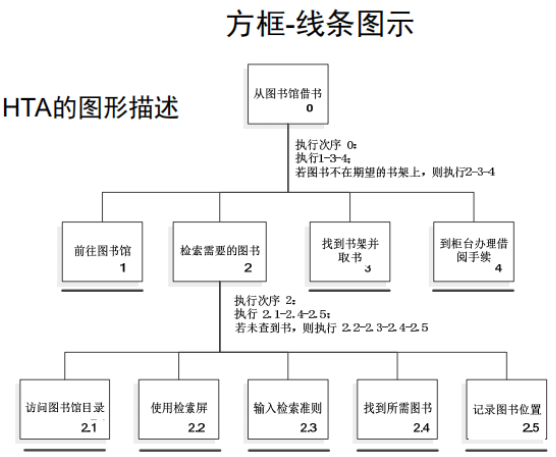 方框-线条图示
HTA的图形描述
从图书馆借书
0
执行次序 0:
执行1-3-4;
若图书不在期望的书架上，则执行2-3-4
前往图书馆
1
检索需要的图书
2
找到书架并
取书
3
到柜台办理借
阅手续
4
执行次序 2:
执行 2.1-2.4-2.5;
若未查到书，则执行 2.2-2.3-2.4-2.5
访问图书馆目录
2.1
使用检索屏
2.2
输入检索准则
2.3
找到所需图书
2.4
记录图书位置
2.5